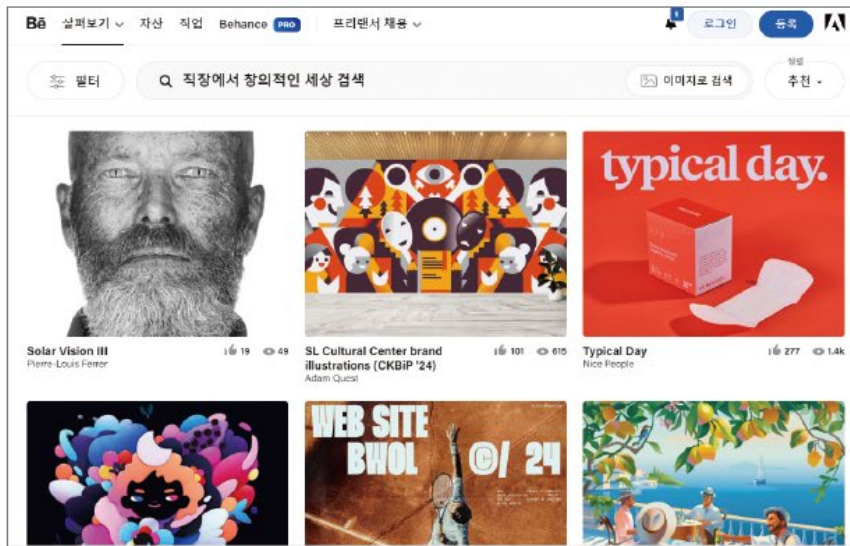 Bē 살펴보기 자산 직업 Behance PRO 프리랜서 채용 1 로그인 등록
필터 직장에서 창의적인 세상 검색 이미지로 검색 정렬 추천
typical day.
Solar Vision III 19 49
Pierre-Louis Ferrer
SL Cultural Center brand illustrations (CKBiP '24) 101 615
Adam Quest
Typical Day 277 1.4k
Nice People
WEB SITE
BWOL ©/ 24